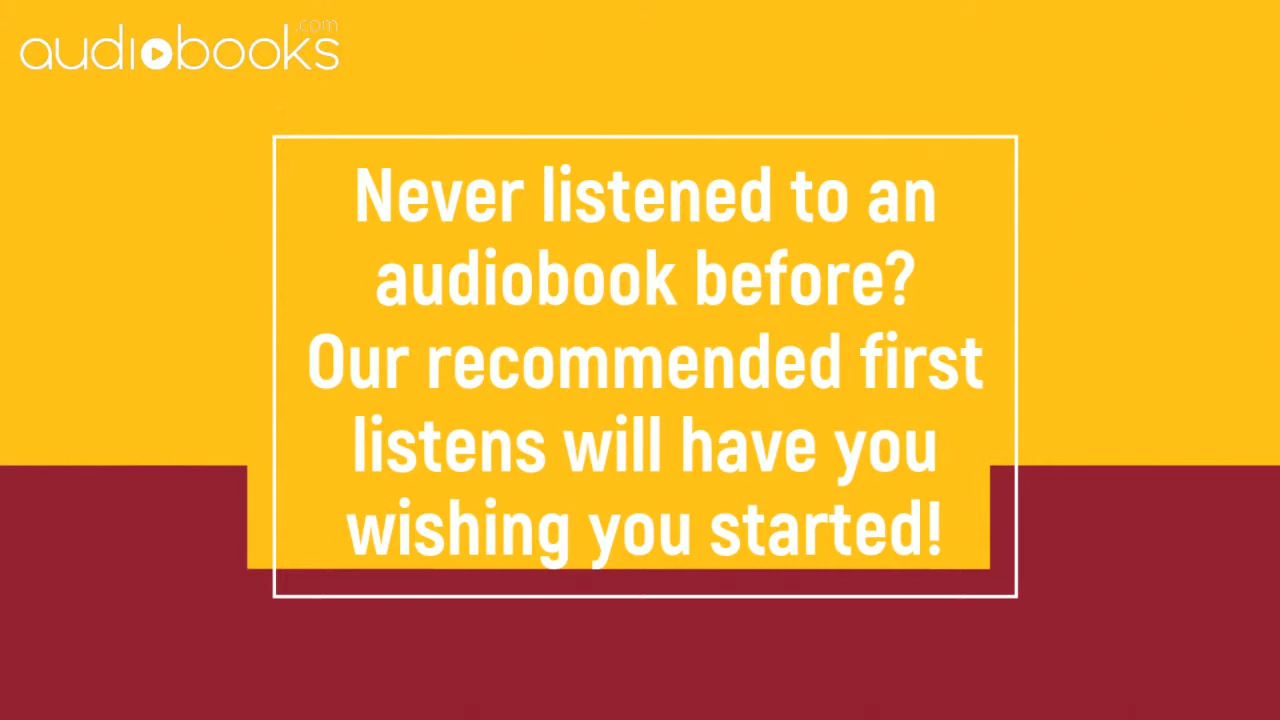 audiobooks.com
Never listened to an
audiobook before?
Our recommended first
listens will have you
wishing you started!